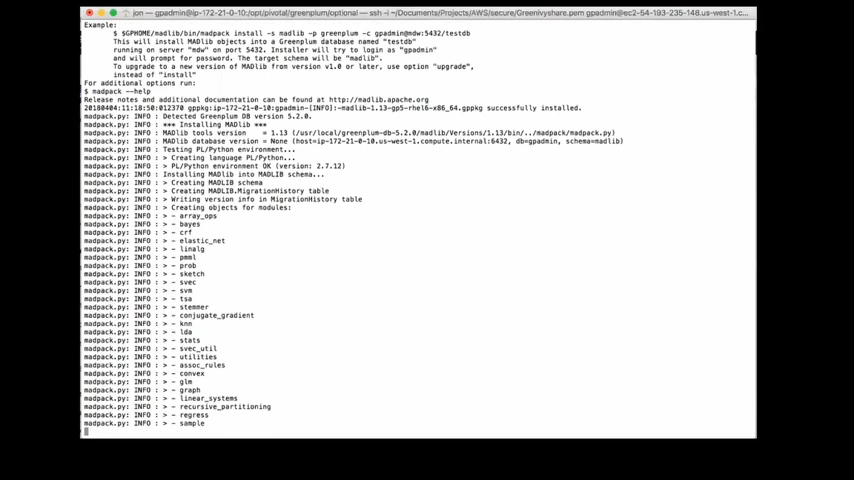 jon — gpadmin@ip-172-21-0-10:/opt/pivotal/greenplum/optional — ssh -i ~/Documents/Projects/AWS/secure/Greenivyshare.pem gpadmin@ec2-54-193-235-148.us-west-1.c...
Example:
$ $GPHOME/madlib/bin/madpack install -s madlib -p greenplum -c gpadmin@mdw:5432/testdb
This will install MADlib objects into a Greenplum database named "testdb"
running on server "mdw" on port 5432. Installer will try to login as "gpadmin"
and will prompt for password. The target schema will be "madlib".
To upgrade to a new version of MADlib from version v1.0 or later, use option "upgrade",
instead of "install"
For additional options run:
$ madpack --help
Release notes and additional documentation can be found at http://madlib.apache.org
20180404:11:18:50:012370 gppkg:ip-172-21-0-10:gpadmin-[INFO]:-madlib-1.13-gp5-rhel6-x86_64.gppkg successfully installed.
madpack.py: INFO : Detected Greenplum DB version 5.2.0.
madpack.py: INFO : *** Installing MADlib ***
madpack.py: INFO : MADlib tools version    = 1.13 (/usr/local/greenplum-db-5.2.0/madlib/Versions/1.13/bin/../madpack/madpack.py)
madpack.py: INFO : MADlib database version = None (host=ip-172-21-0-10.us-west-1.compute.internal:6432, db=gpadmin, schema=madlib)
madpack.py: INFO : Testing PL/Python environment...
madpack.py: INFO : > Creating language PL/Python...
madpack.py: INFO : > PL/Python environment OK (version: 2.7.12)
madpack.py: INFO : Installing MADlib into MADLIB schema...
madpack.py: INFO : > Creating MADLIB schema
madpack.py: INFO : > Creating MADLIB.MigrationHistory table
madpack.py: INFO : > Writing version info in MigrationHistory table
madpack.py: INFO : > Creating objects for modules:
madpack.py: INFO : > - array_ops
madpack.py: INFO : > - bayes
madpack.py: INFO : > - crf
madpack.py: INFO : > - elastic_net
madpack.py: INFO : > - linalg
madpack.py: INFO : > - pmml
madpack.py: INFO : > - prob
madpack.py: INFO : > - sketch
madpack.py: INFO : > - svec
madpack.py: INFO : > - svm
madpack.py: INFO : > - tsa
madpack.py: INFO : > - stemmer
madpack.py: INFO : > - conjugate_gradient
madpack.py: INFO : > - knn
madpack.py: INFO : > - lda
madpack.py: INFO : > - stats
madpack.py: INFO : > - svec_util
madpack.py: INFO : > - utilities
madpack.py: INFO : > - assoc_rules
madpack.py: INFO : > - convex
madpack.py: INFO : > - glm
madpack.py: INFO : > - graph
madpack.py: INFO : > - linear_systems
madpack.py: INFO : > - recursive_partitioning
madpack.py: INFO : > - regress
madpack.py: INFO : > - sample